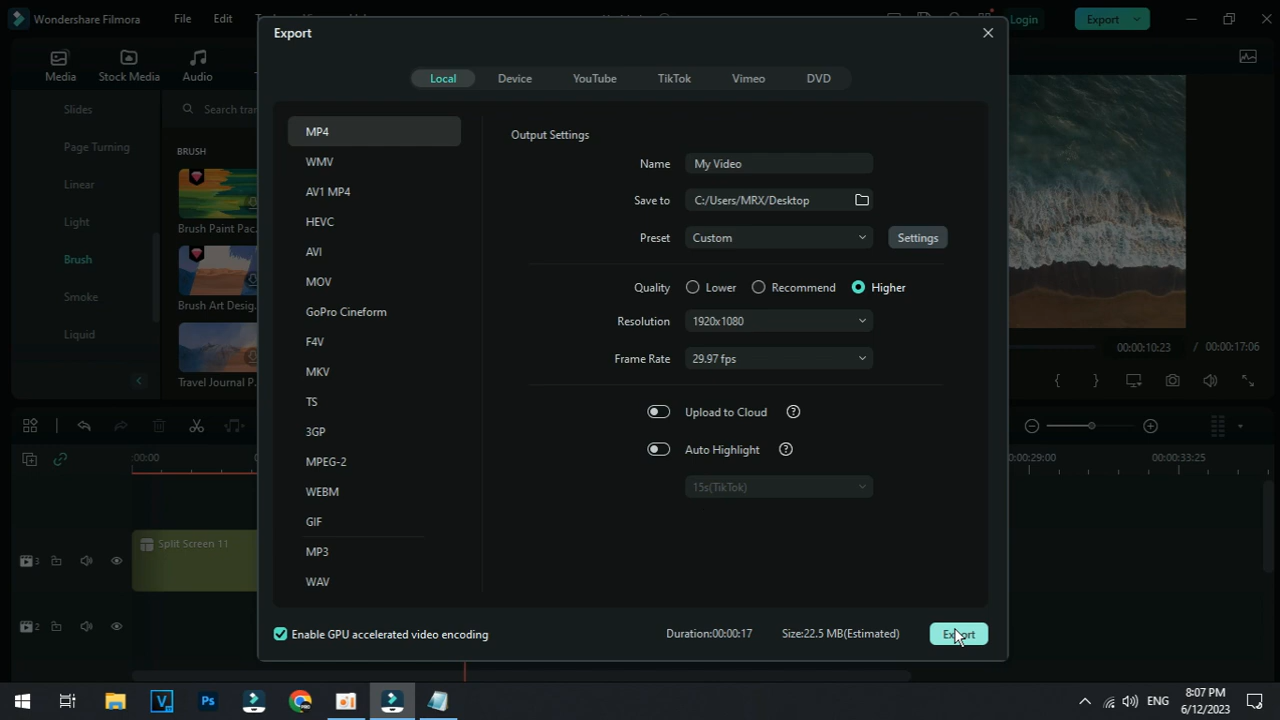 Wondershare Filmora
File
Edit
Login
Export
Media
Stock Media
Audio
Slides
Page Turning
Linear
Light
Brush
Smoke
Liquid
Search tran
BRUSH
Brush Paint Pac...
Brush Art Desig...
Travel Journal P...
Export
Local
Device
YouTube
TikTok
Vimeo
DVD
MP4
WMV
AV1 MP4
HEVC
AVI
MOV
GoPro Cineform
F4V
MKV
TS
3GP
MPEG-2
WEBM
GIF
MP3
WAV
Output Settings
Name
My Video
Save to
C:/Users/MRX/Desktop
Preset
Custom
Settings
Quality
Lower
Recommend
Higher
Resolution
1920x1080
Frame Rate
29.97 fps
Upload to Cloud
Auto Highlight
15s(TikTok)
Enable GPU accelerated video encoding
Duration:00:00:17
Size:22.5 MB(Estimated)
Export
00:00:10:23
/ 00:00:17:06
:00:00
0:00:29:00
00:00:33:25
Split Screen 11
3
2
ENG
8:07 PM
6/12/2023